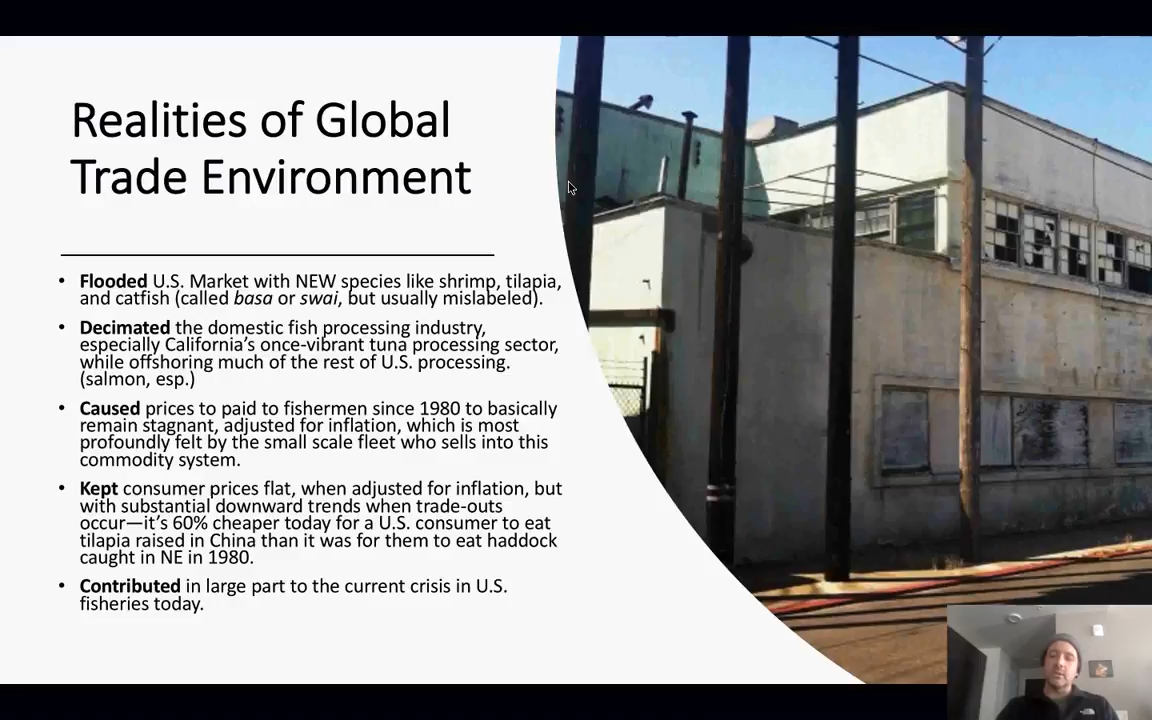 Realities of Global
Trade Environment
• Flooded U.S. Market with NEW species like shrimp, tilapia,
and catfish (called basa or swai, but usually mislabeled).
• Decimated the domestic fish processing industry,
especially California's once-vibrant tuna processing sector,
while offshoring much of the rest of U.S. processing.
(salmon, esp.)
• Caused prices to paid to fishermen since 1980 to basically
remain stagnant, adjusted for inflation, which is most
profoundly felt by the small scale fleet who sells into this
commodity system.
• Kept consumer prices flat, when adjusted for inflation, but
with substantial downward trends when trade-outs
occur—it's 60% cheaper today for a U.S. consumer to eat
tilapia raised in China than it was for them to eat haddock
caught in NE in 1980.
• Contributed in large part to the current crisis in U.S.
fisheries today.